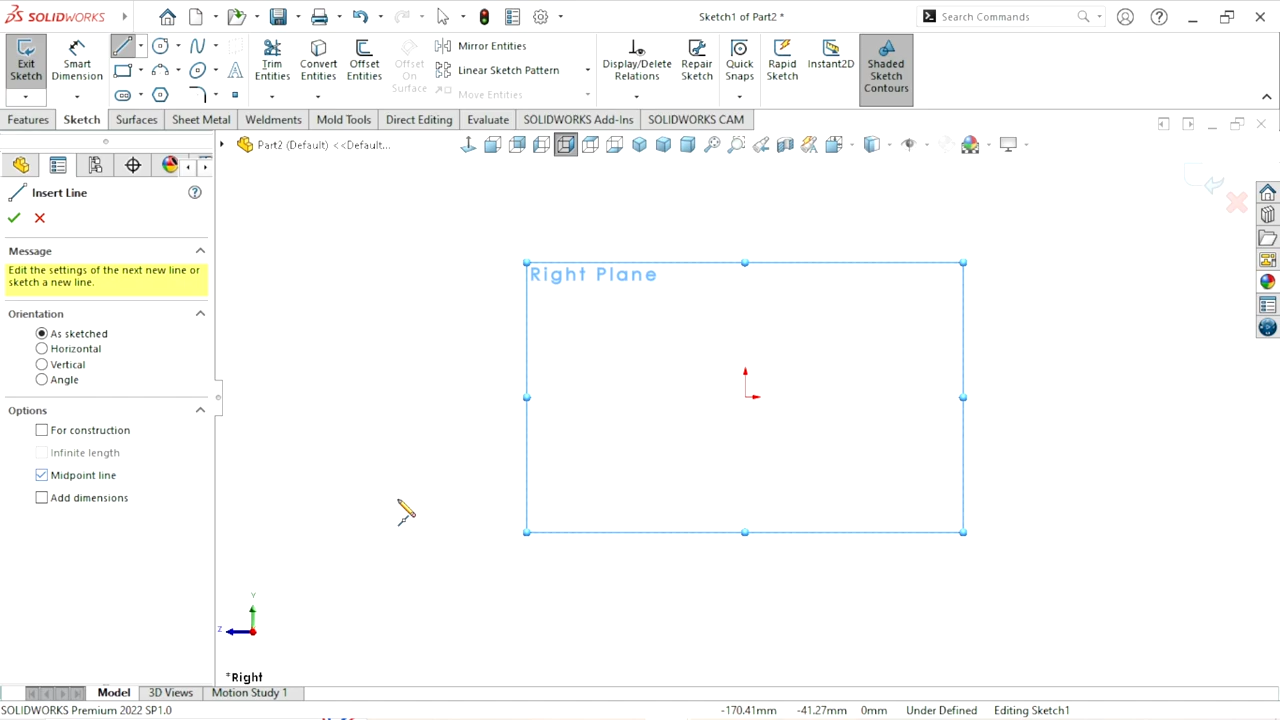 SOLIDWORKS
Sketch1 of Part2 *
Search Commands
Exit Sketch
Smart Dimension
Trim Entities
Convert Entities
Offset Entities
Offset On Surface
Mirror Entities
Linear Sketch Pattern
Move Entities
Display/Delete Relations
Repair Sketch
Quick Snaps
Rapid Sketch
Instant2D
Shaded Sketch Contours
Features
Sketch
Surfaces
Sheet Metal
Weldments
Mold Tools
Direct Editing
Evaluate
SOLIDWORKS Add-Ins
SOLIDWORKS CAM
Part2 (Default) <<Default...
Insert Line
Message
Edit the settings of the next new line or
sketch a new line.
Orientation
As sketched
Horizontal
Vertical
Angle
Options
For construction
Infinite length
Midpoint line
Add dimensions
Right Plane
Y
Z
*Right
Model
3D Views
Motion Study 1
SOLIDWORKS Premium 2022 SP1.0
-170.41mm
-41.27mm
0mm
Under Defined
Editing Sketch1